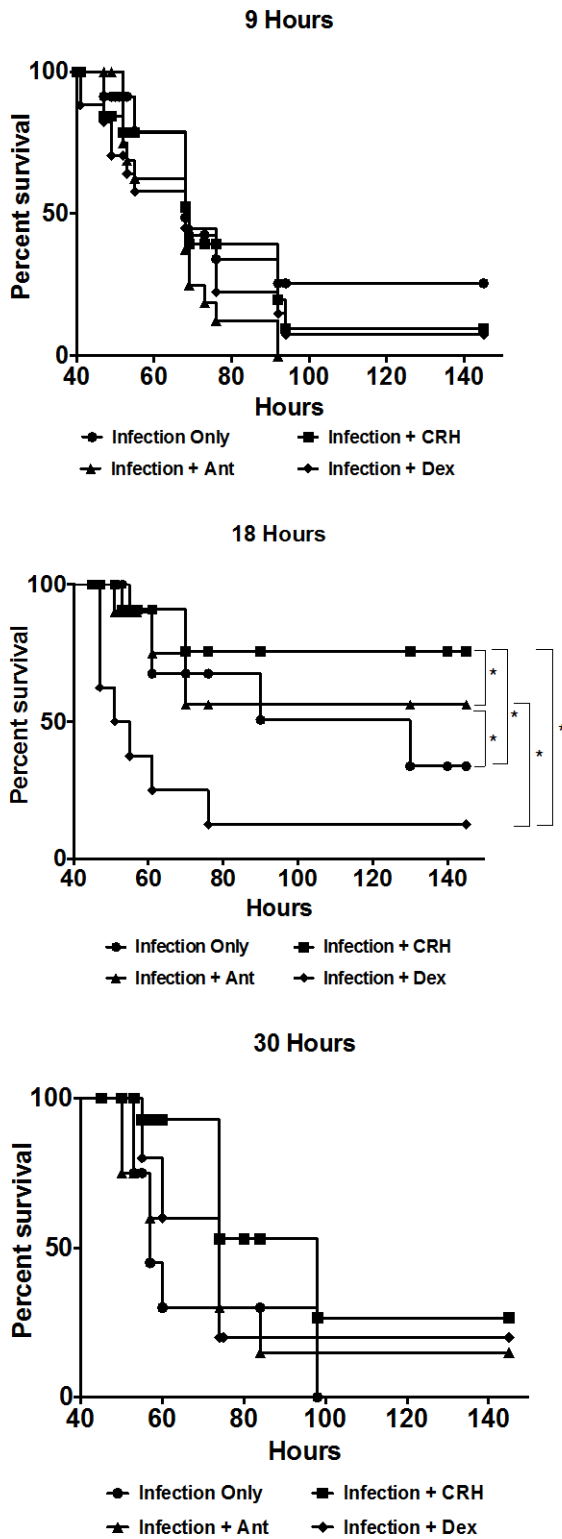 9 Hours
100
50
0
Percent survival
40 60 80 100 120 140
Hours
Infection Only Infection + CRH
Infection + Ant Infection + Dex
18 Hours
100
50
0
Percent survival
40 60 80 100 120 140
Hours
*
*
*
*
*
Infection Only Infection + CRH
Infection + Ant Infection + Dex
30 Hours
100
50
0
Percent survival
40 60 80 100 120 140
Hours
Infection Only Infection + CRH
Infection + Ant Infection + Dex